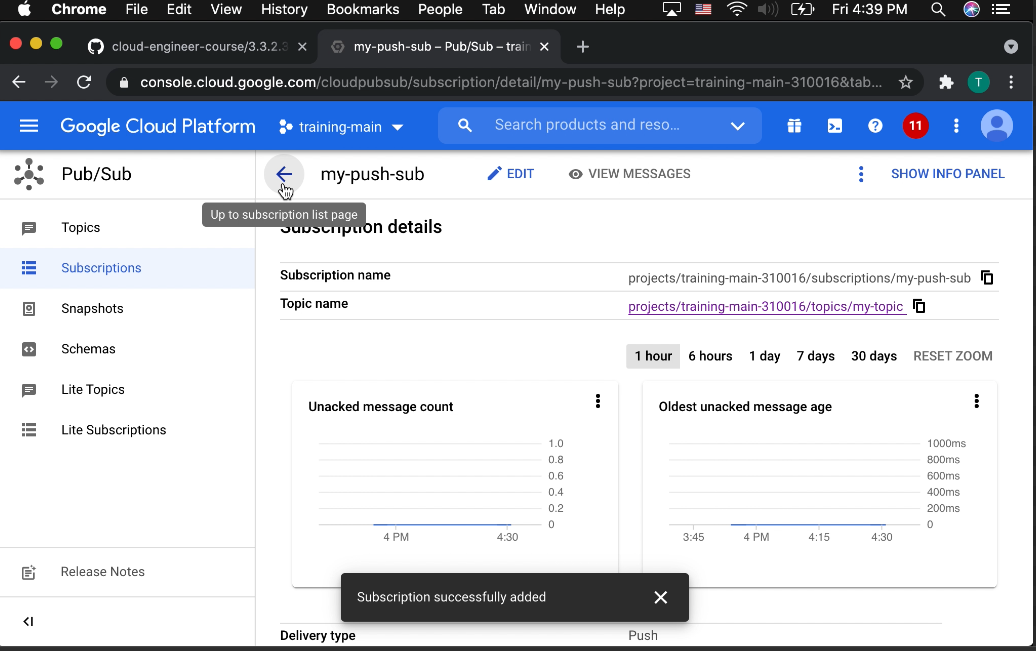 Chrome File Edit View History Bookmarks People Tab Window Help Fri 4:39 PM
cloud-engineer-course/3.3.2.3 my-push-sub – Pub/Sub – train
console.cloud.google.com/cloudpubsub/subscription/detail/my-push-sub?project=training-main-310016&tab... T
Google Cloud Platform training-main Search products and reso... 11
Pub/Sub my-push-sub EDIT VIEW MESSAGES SHOW INFO PANEL
Up to subscription list page
Topics
Subscriptions
Snapshots
Schemas
Lite Topics
Lite Subscriptions
Release Notes
Subscription details
Subscription name projects/training-main-310016/subscriptions/my-push-sub
Topic name projects/training-main-310016/topics/my-topic
1 hour 6 hours 1 day 7 days 30 days RESET ZOOM
Unacked message count
1.0
0.8
0.6
0.4
0.2
0
4 PM 4:30
Oldest unacked message age
1000ms
800ms
600ms
400ms
200ms
0
3:45 4 PM 4:15 4:30
Subscription successfully added
Delivery type Push